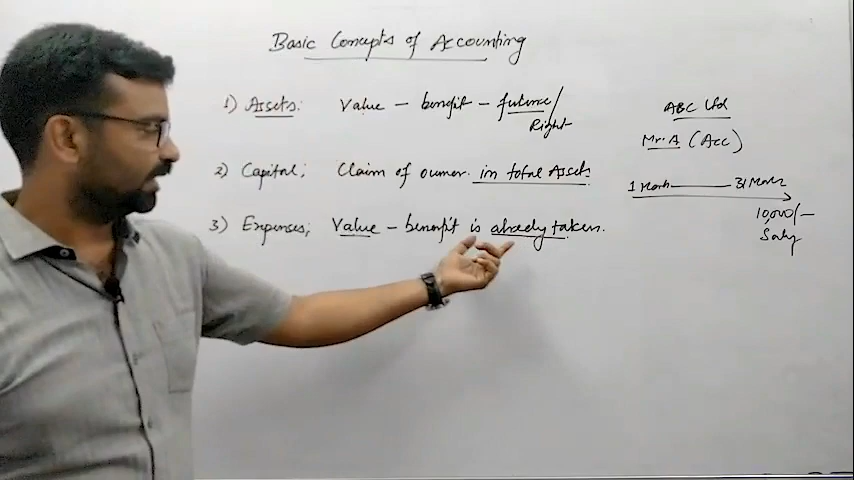 Basic Concepts of Accounting
1) Assets: Value - benefit - future/
Right
2) Capital; Claim of owner. in total Assets
3) Expenses; Value - benefit is already taken.
ABC Ltd
Mr. A (Acc)
1 March 31 March
10,000/-
Salary